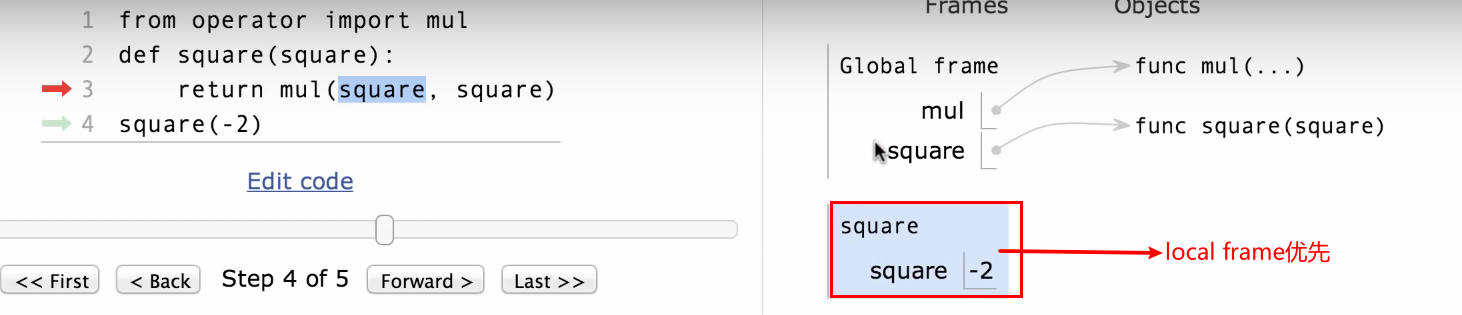 Frames Objects
1 from operator import mul
2 def square(square):
3 return mul(square, square)
4 square(-2)
Edit code
<< First < Back Step 4 of 5 Forward > Last >>
Global frame
mul
func mul(...)
square
func square(square)
square
square -2
local frame优先